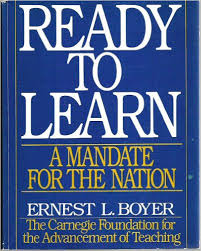 READY
TO
LEARN
A MANDATE
FOR THE NATION
ERNEST L. BOYER
The Carnegie Foundation for
the Advancement of Teaching